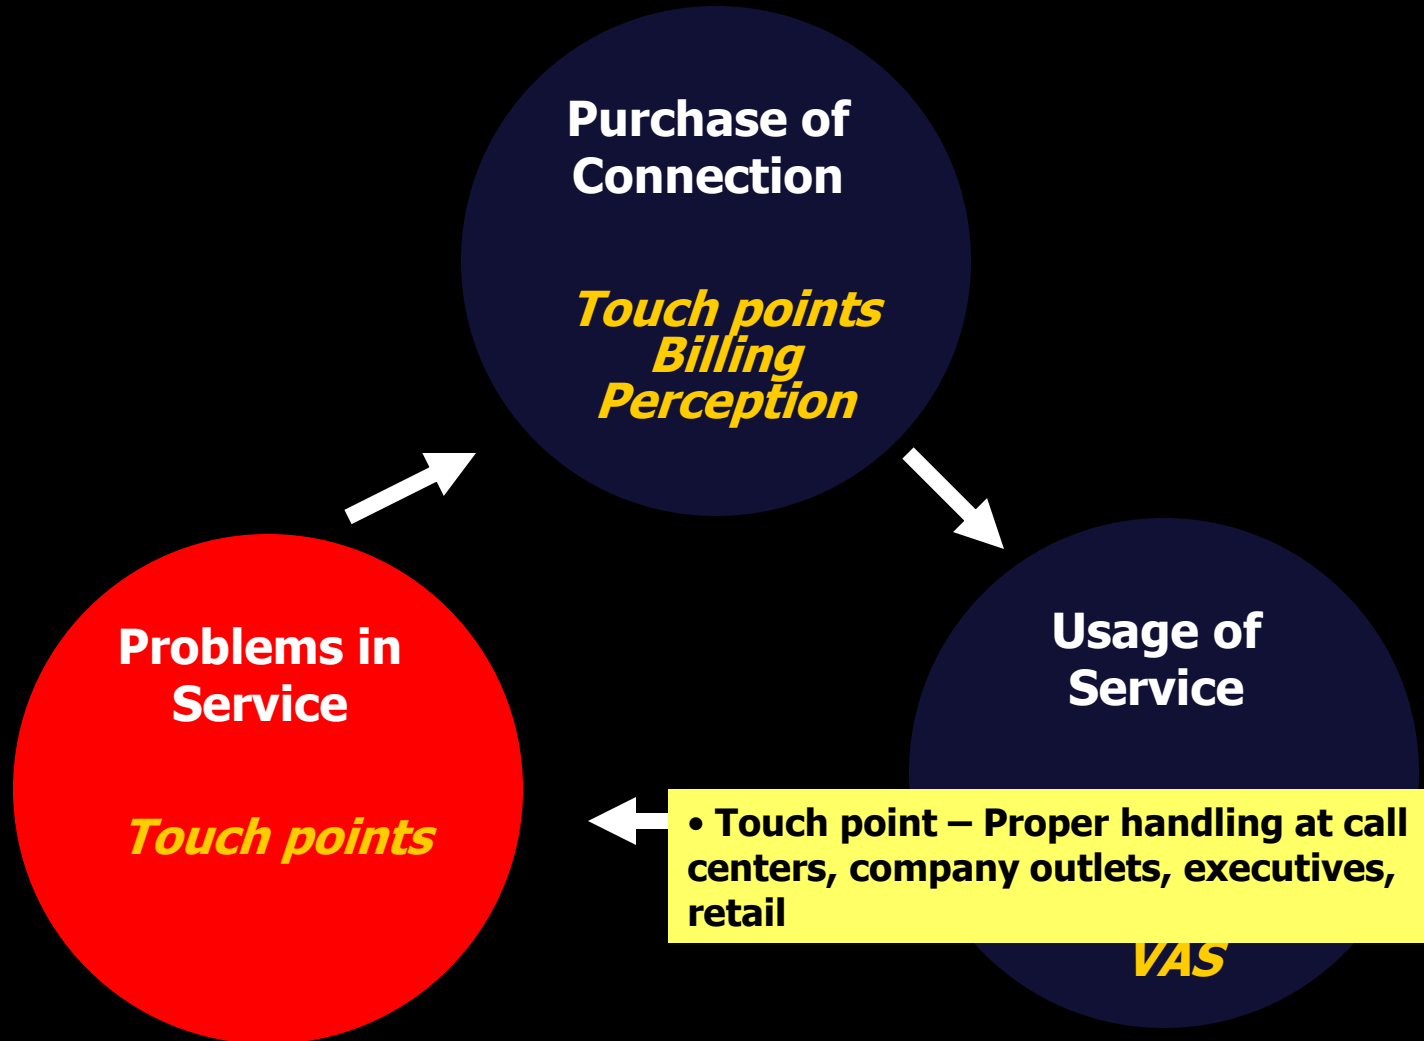 Purchase of
Connection
Touch points
Billing
Perception
Problems in
Service
Touch points
Usage of
Service
• Touch point – Proper handling at call
centers, company outlets, executives,
retail
VAS